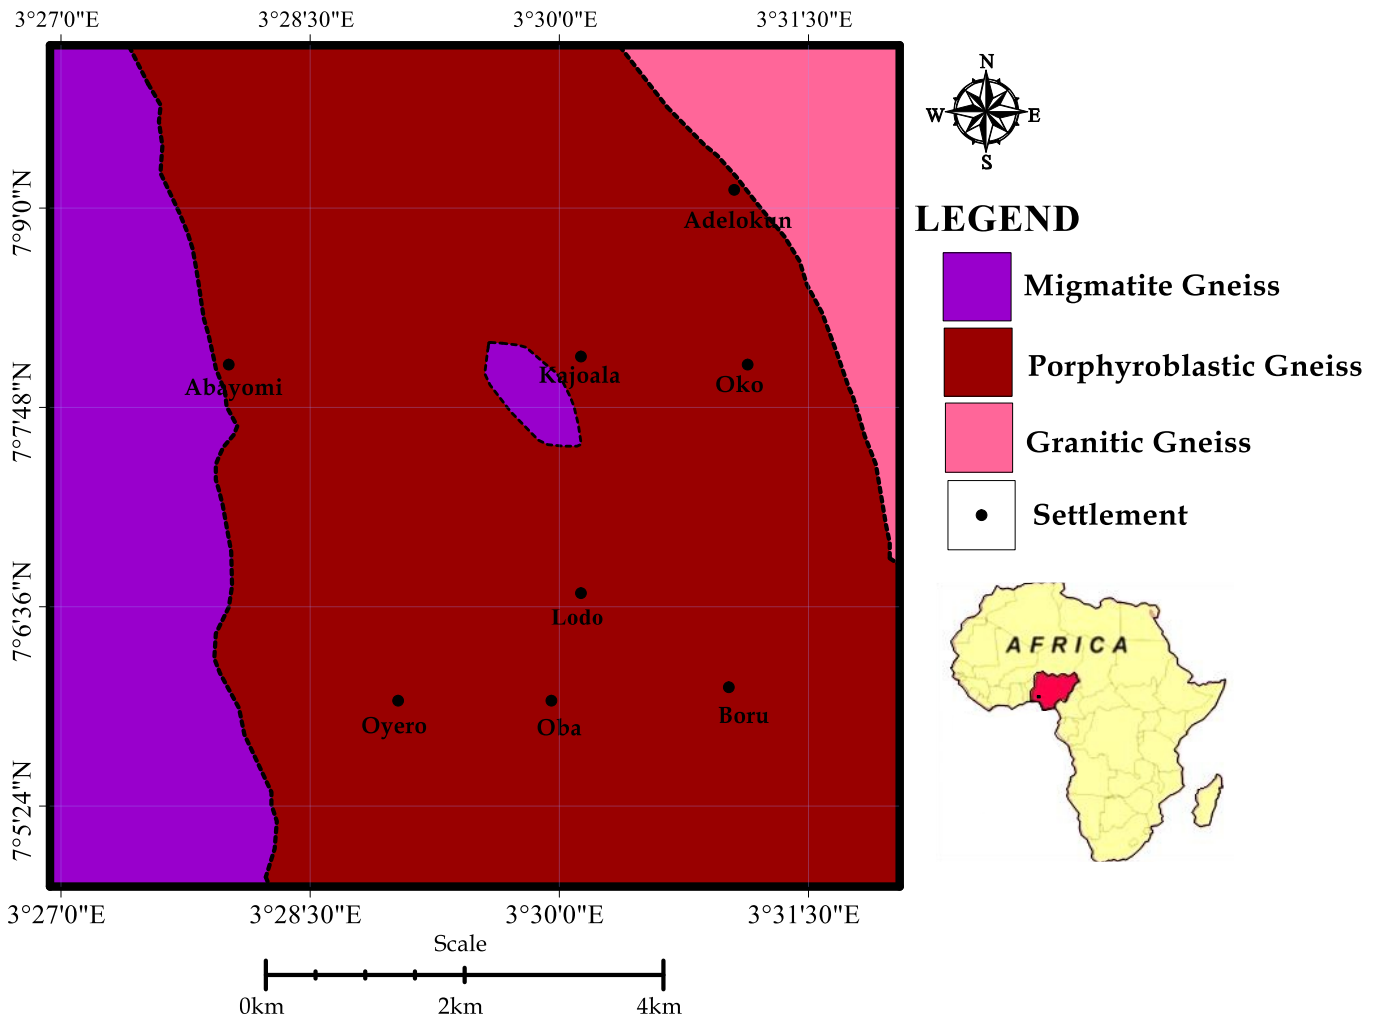 3°27'0"E 3°28'30"E 3°30'0"E 3°31'30"E
N
W E
S
7°9'0"N
7°7'48"N
7°6'36"N
7°5'24"N
Adelokun
Abayomi
Kajoala
Oko
Lodo
Oyero
Oba
Boru
LEGEND
Migmatite Gneiss
Porphyroblastic Gneiss
Granitic Gneiss
Settlement
AFRICA
3°27'0"E 3°28'30"E 3°30'0"E 3°31'30"E
Scale
0km 2km 4km